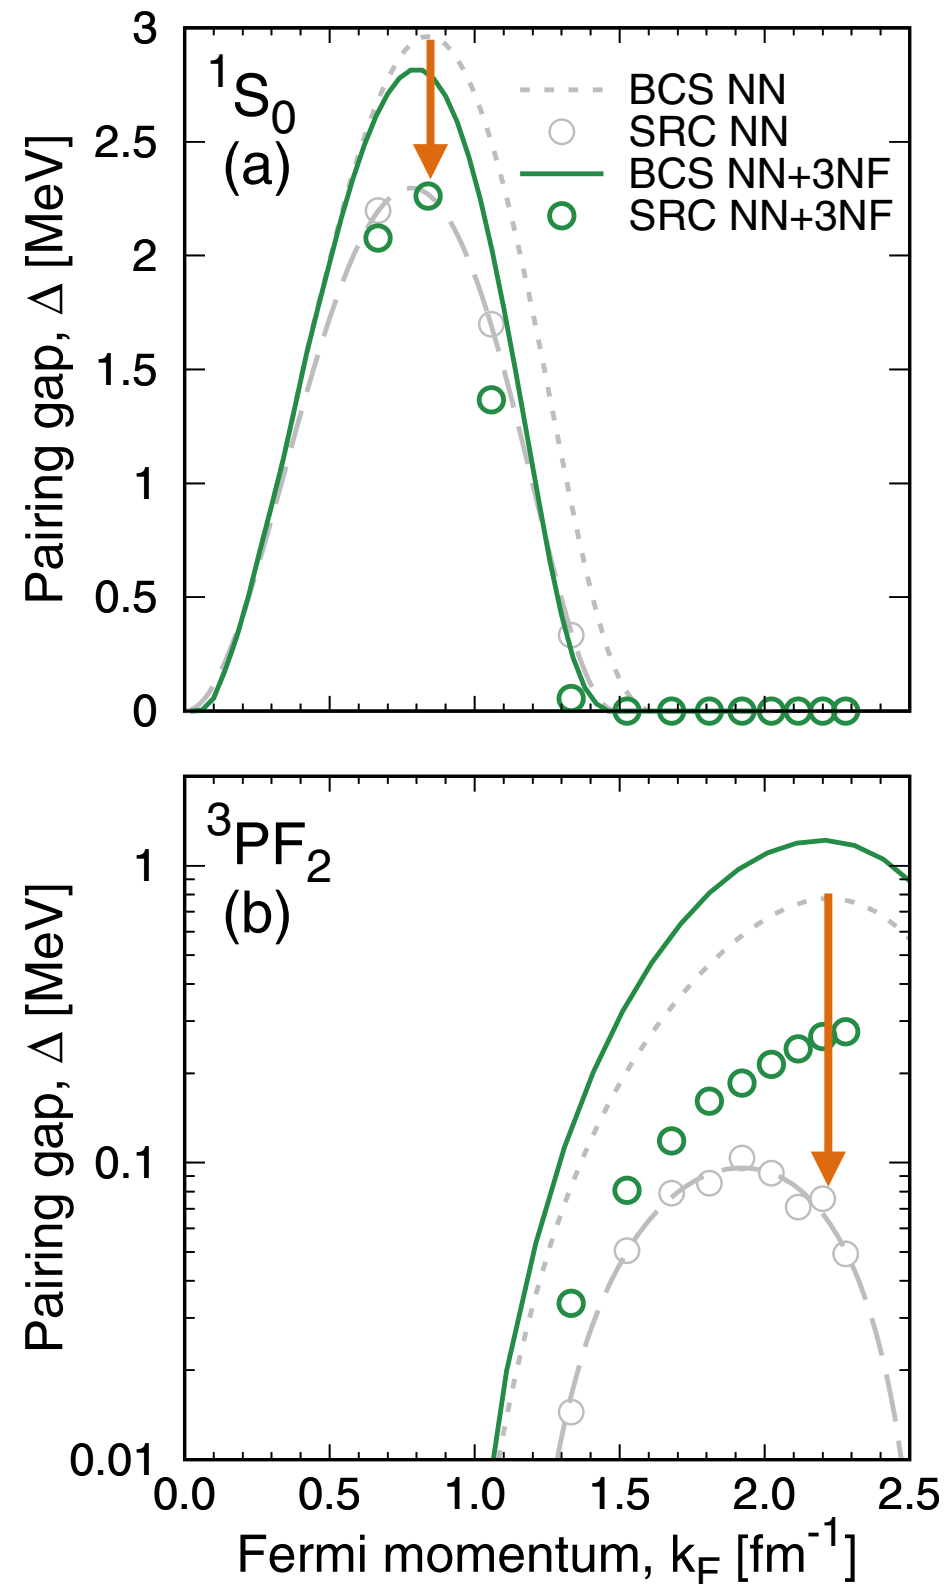 3
2.5
2
1.5
1
0.5
0
Pairing gap, Δ [MeV]
¹S₀
(a)
BCS NN
SRC NN
BCS NN+3NF
SRC NN+3NF
1
0.1
0.01
Pairing gap, Δ [MeV]
³PF₂
(b)
0.0 0.5 1.0 1.5 2.0 2.5
Fermi momentum, k_F [fm⁻¹]